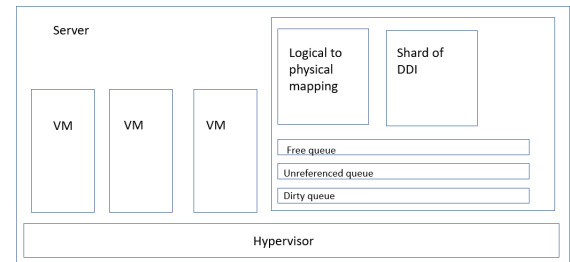 Server
VM
VM
VM
Logical to
physical
mapping
Shard of
DDI
Free queue
Unreferenced queue
Dirty queue
Hypervisor